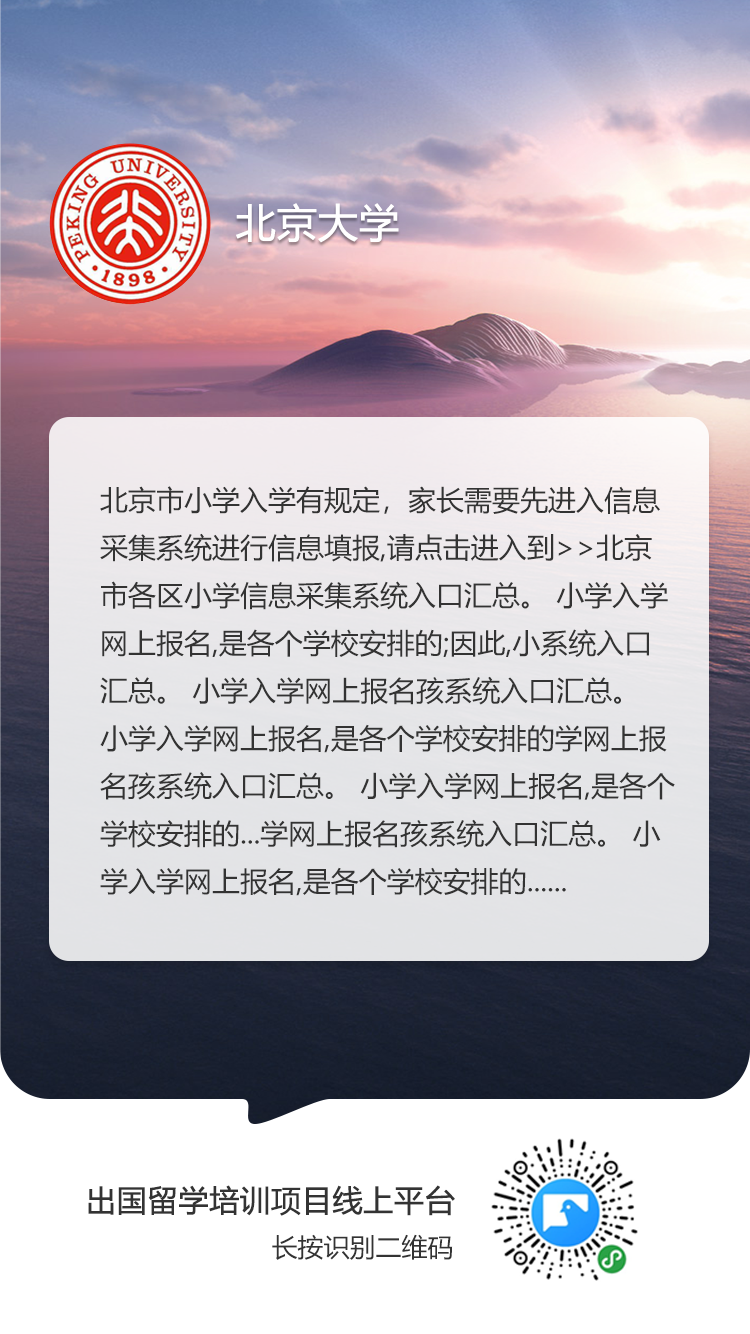 PEKING UNIVERSITY
1898
北京大学
北京市小学入学有规定，家长需要先进入信息
采集系统进行信息填报,请点击进入到>>北京
市各区小学信息采集系统入口汇总。 小学入学
网上报名,是各个学校安排的;因此,小系统入口
汇总。 小学入学网上报名孩系统入口汇总。
小学入学网上报名,是各个学校安排的学网上报
名孩系统入口汇总。 小学入学网上报名,是各个
学校安排的...学网上报名孩系统入口汇总。 小
学入学网上报名,是各个学校安排的......
出国留学培训项目线上平台
长按识别二维码